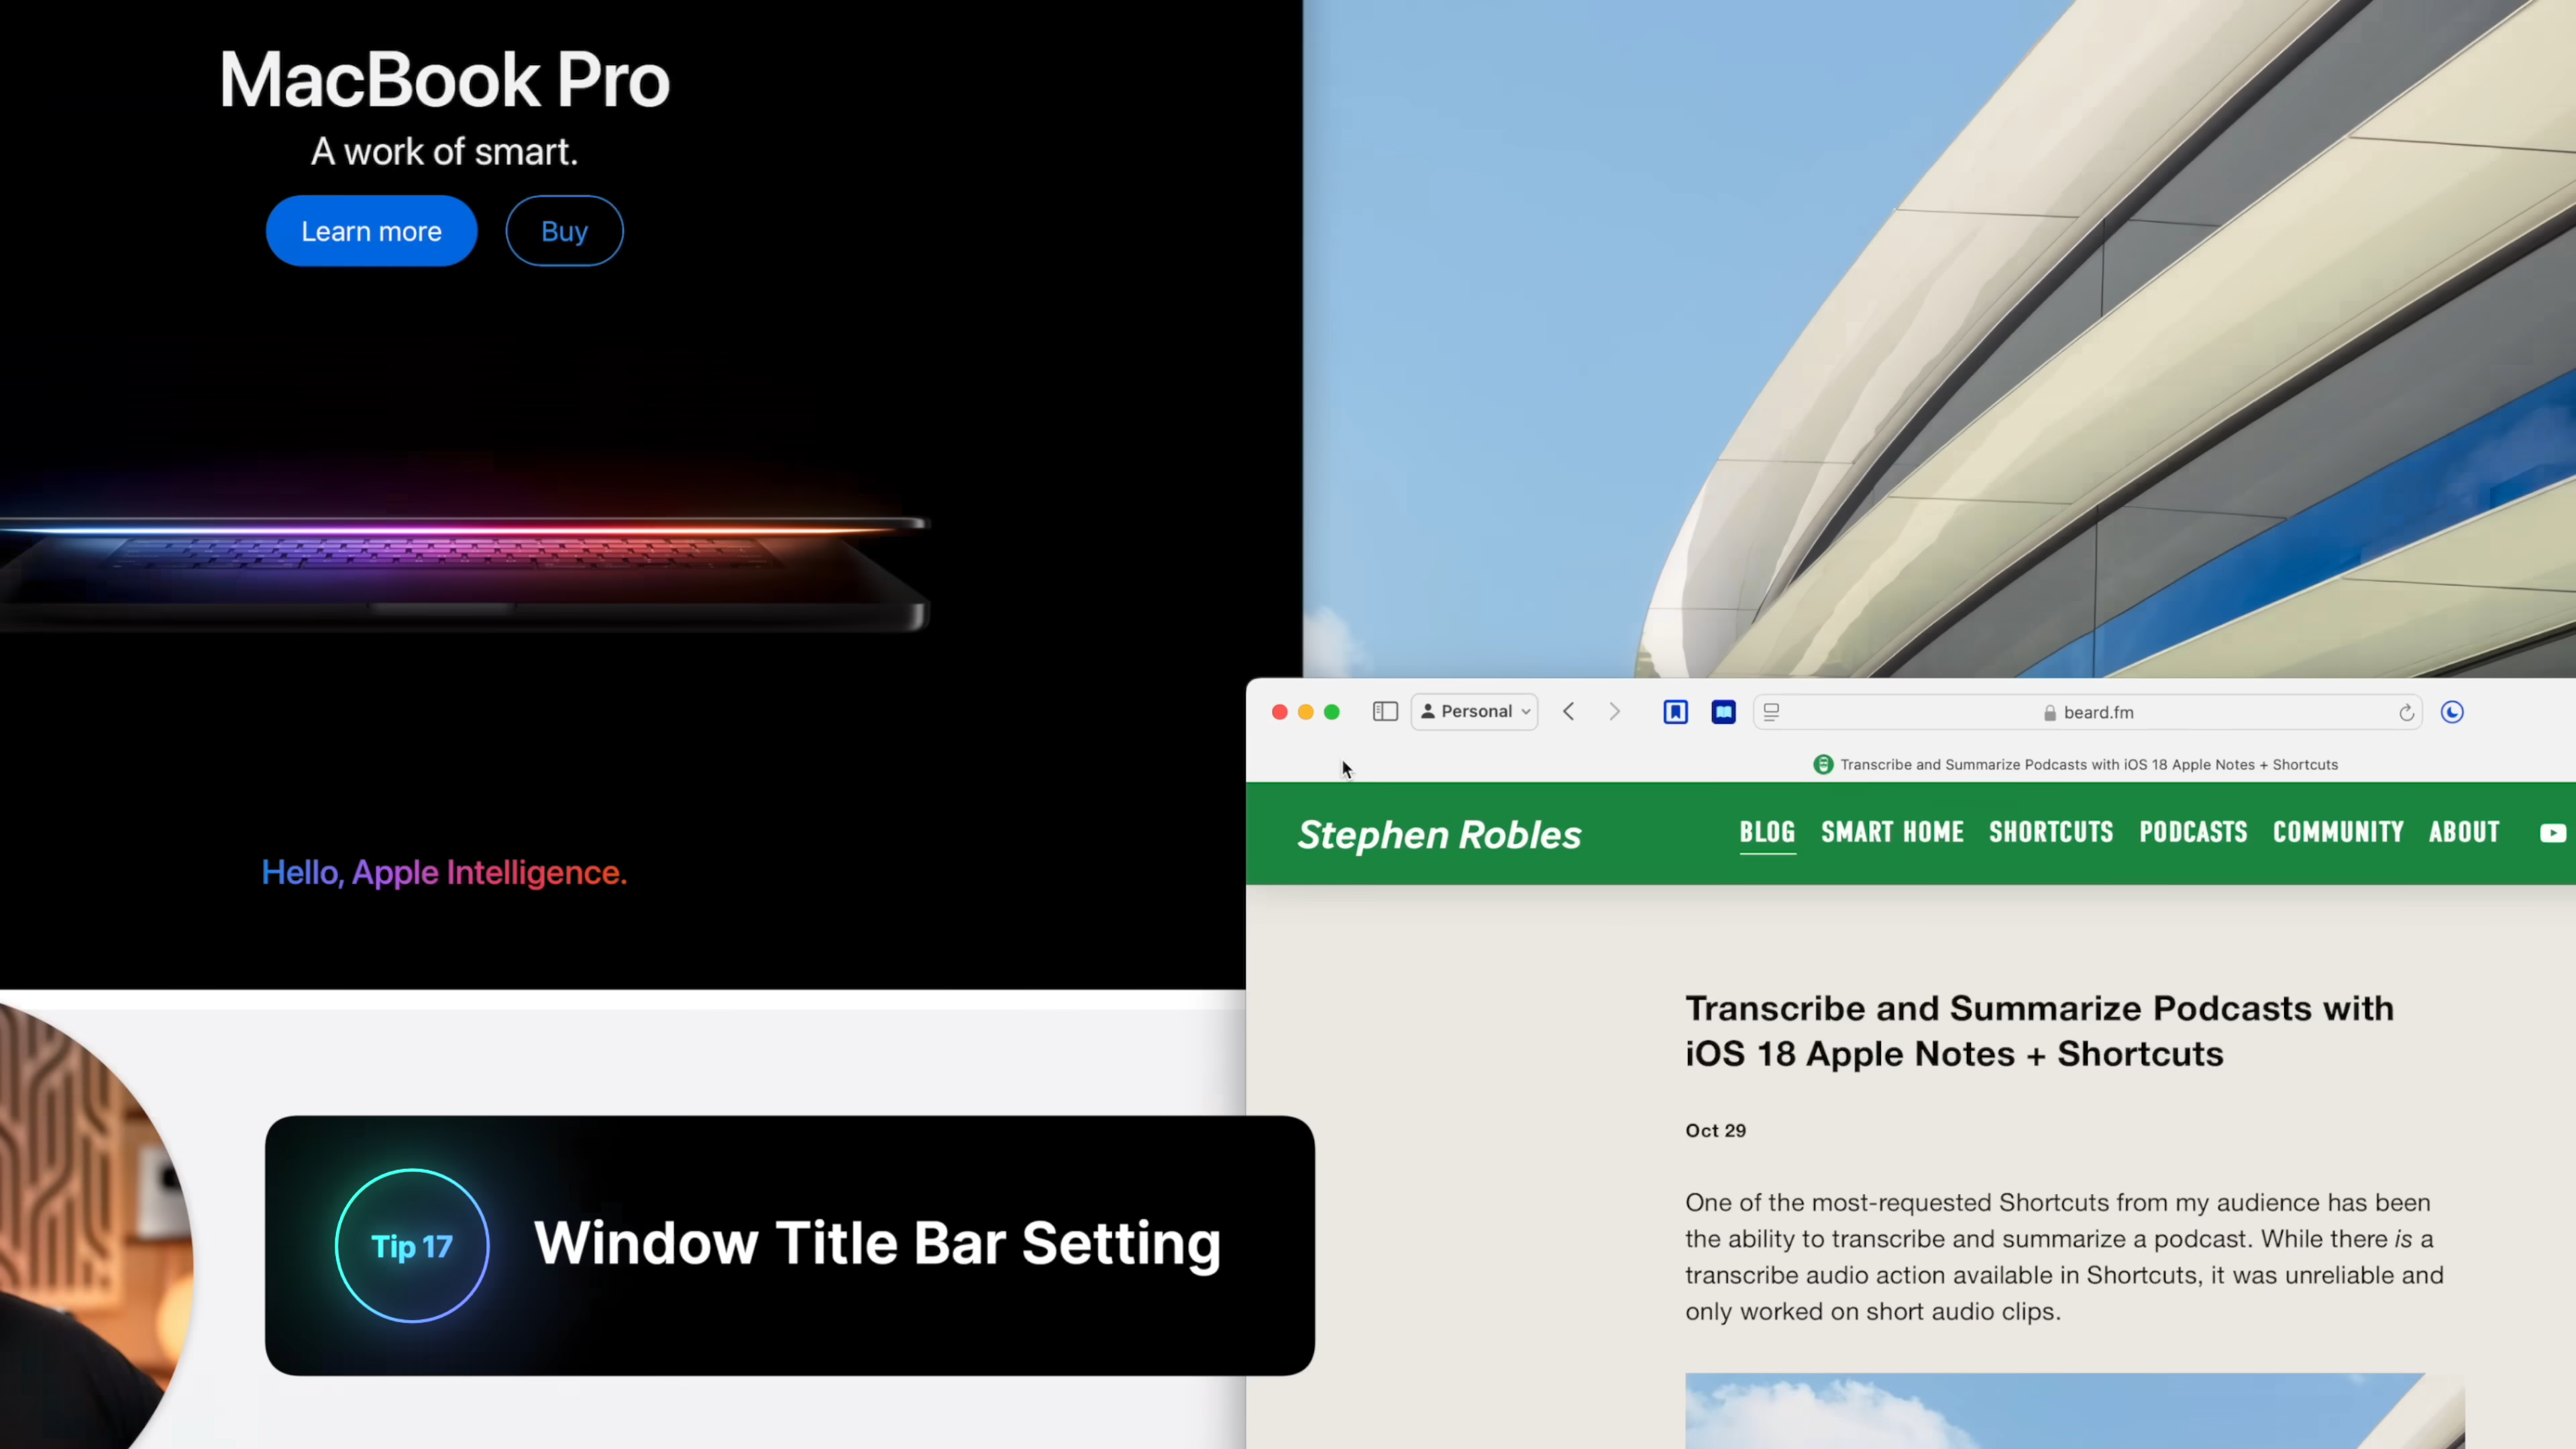 MacBook Pro
A work of smart.
Learn more
Buy
Hello, Apple Intelligence.
Personal
beard.fm
Transcribe and Summarize Podcasts with iOS 18 Apple Notes + Shortcuts
Stephen Robles
BLOG SMART HOME SHORTCUTS PODCASTS COMMUNITY ABOUT
Transcribe and Summarize Podcasts with
iOS 18 Apple Notes + Shortcuts
Oct 29
One of the most-requested Shortcuts from my audience has been
the ability to transcribe and summarize a podcast. While there is a
transcribe audio action available in Shortcuts, it was unreliable and
only worked on short audio clips.
Tip 17
Window Title Bar Setting